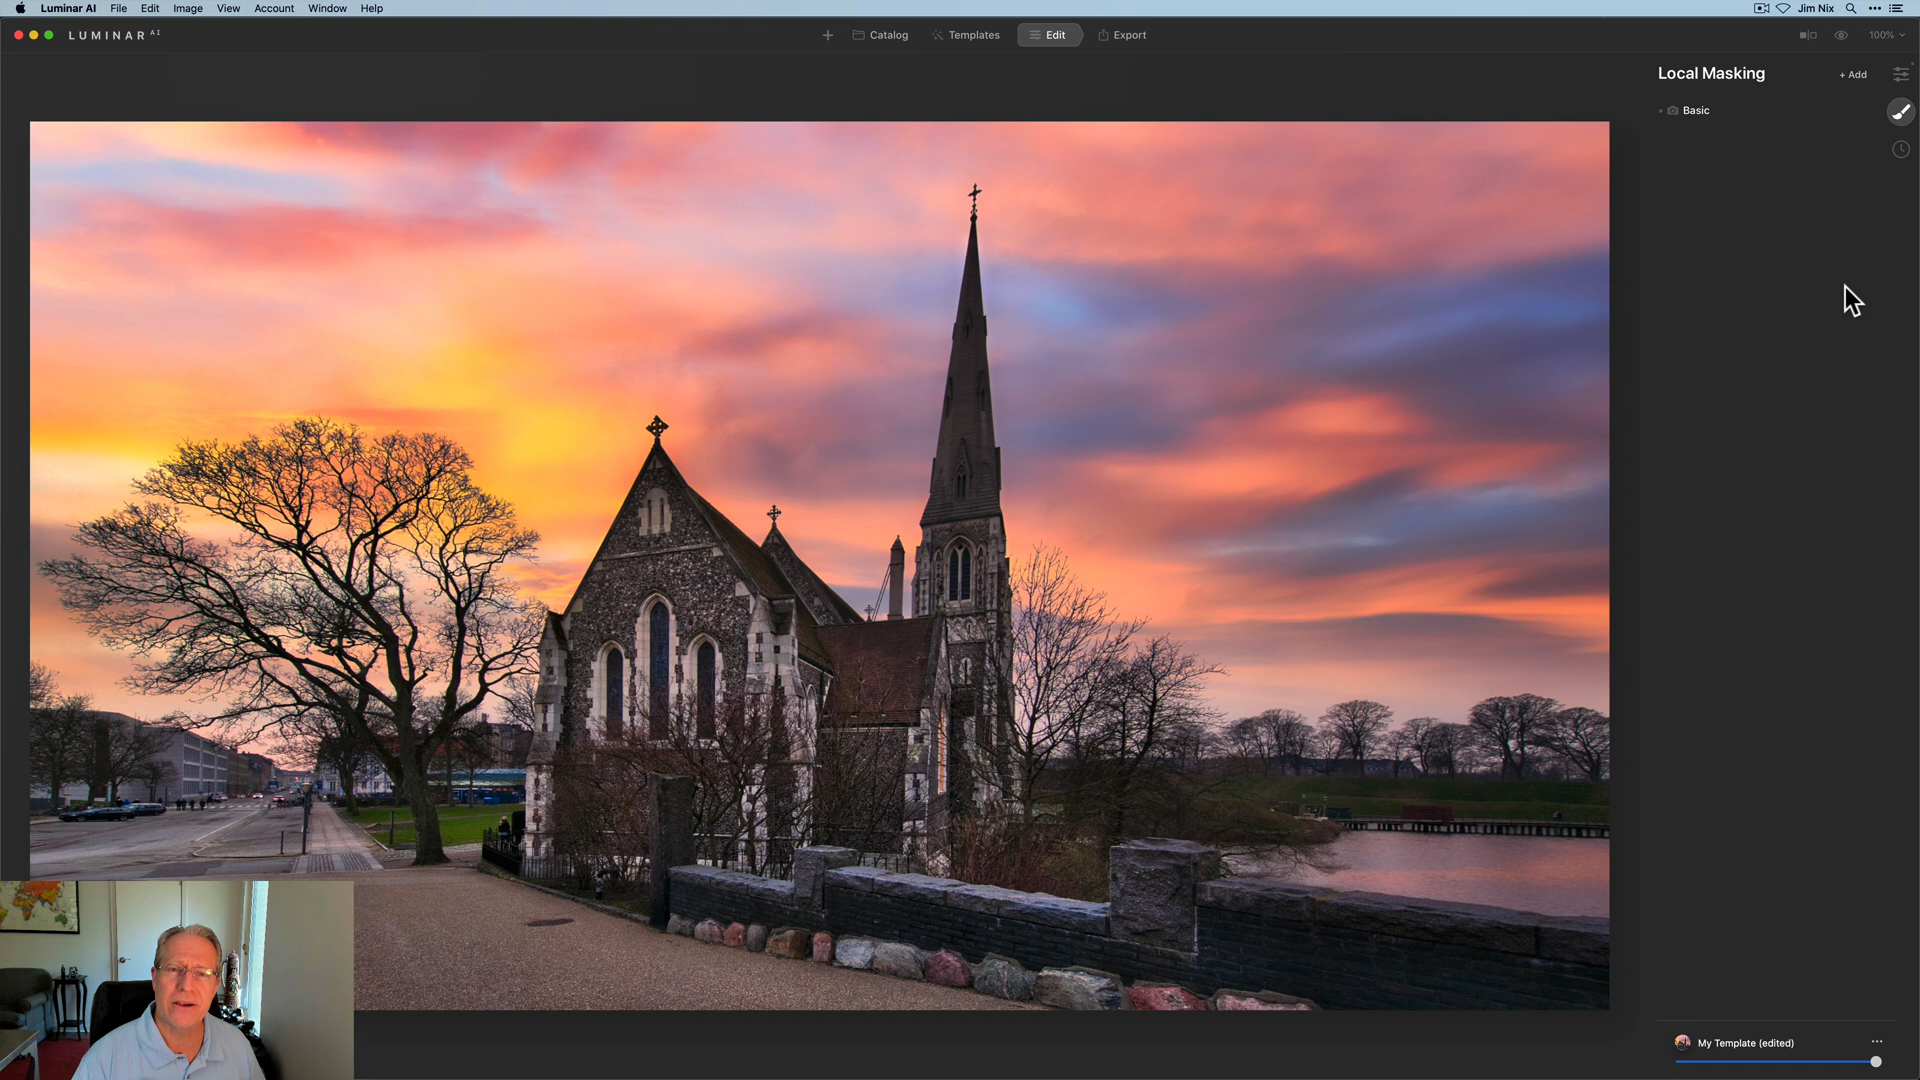 Luminar AI File Edit View Image Account Window Help Jim Nix
LUMINAR AI
Catalog Templates Edit Export 100%
Local Masking + Add
Basic
My Template (edited)